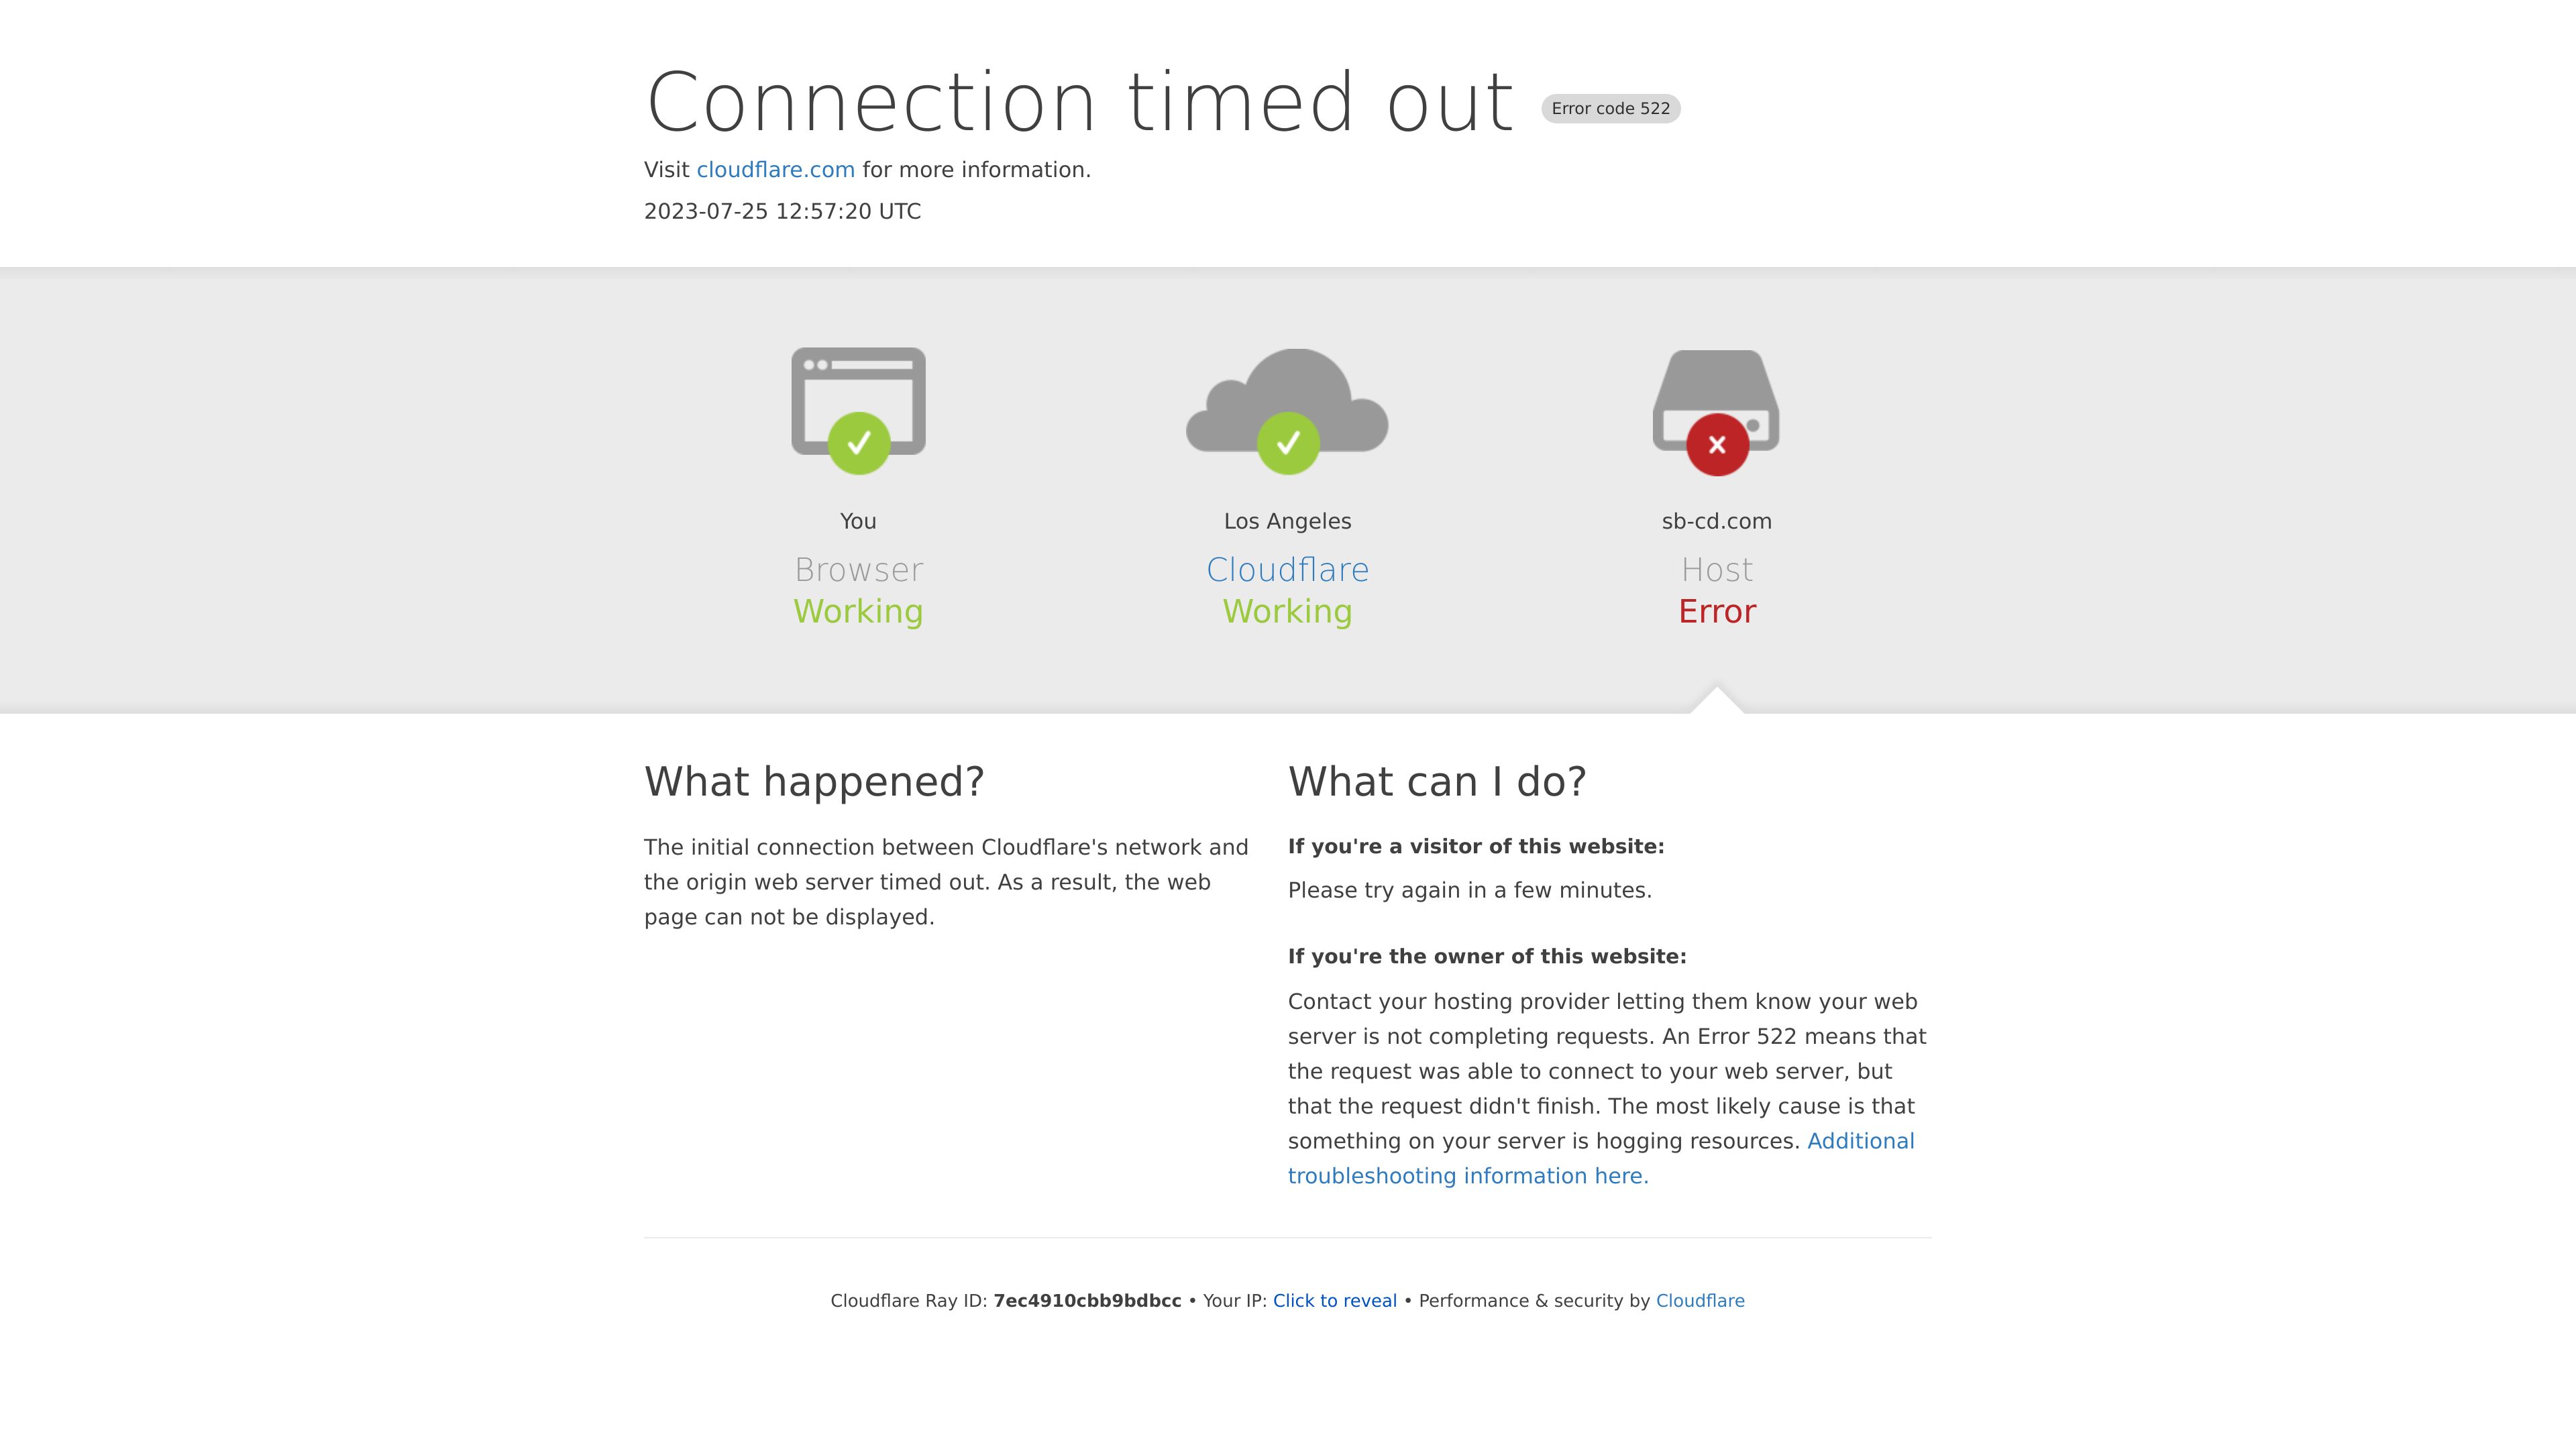 Connection timed out Error code 522
Visit cloudflare.com for more information.
2023-07-25 12:57:20 UTC
You
Browser
Working
Los Angeles
Cloudflare
Working
sb-cd.com
Host
Error
What happened?
The initial connection between Cloudflare's network and
the origin web server timed out. As a result, the web
page can not be displayed.
What can I do?
If you're a visitor of this website:
Please try again in a few minutes.
If you're the owner of this website:
Contact your hosting provider letting them know your web
server is not completing requests. An Error 522 means that
the request was able to connect to your web server, but
that the request didn't finish. The most likely cause is that
something on your server is hogging resources. Additional
troubleshooting information here.
Cloudflare Ray ID: 7ec4910cbb9bdbcc • Your IP: Click to reveal • Performance & security by Cloudflare